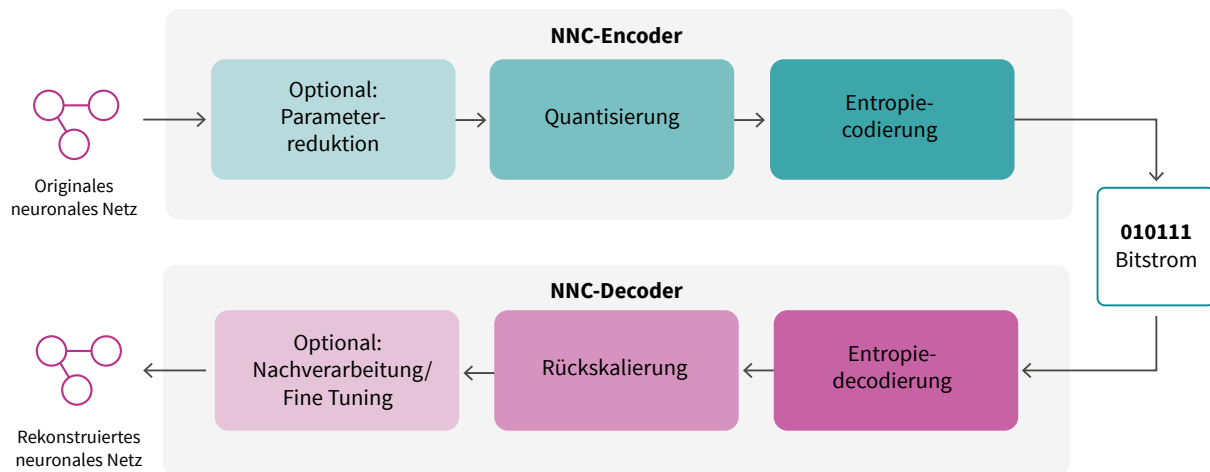 NNC-Encoder
Originales
neuronales Netz
Optional:
Parameter-
reduktion
Quantisierung
Entropie-
codierung
010111
Bitstrom
NNC-Decoder
Entropie-
decodierung
Rückskalierung
Optional:
Nachverarbeitung/
Fine Tuning
Rekonstruiertes
neuronales Netz